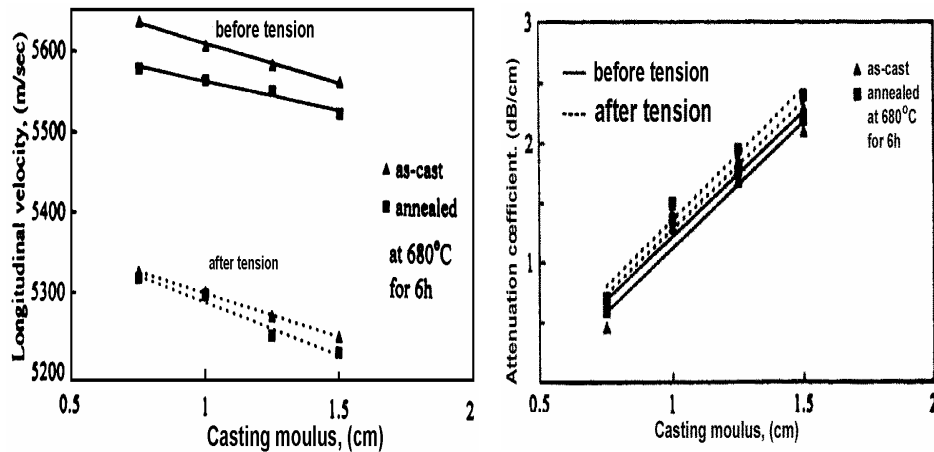 Longitudinal velocity, (m/sec)
5600
5500
5400
5300
5200
before tension
as-cast
annealed
at 680°C
for 6h
after tension
0.5
1
1.5
2
Casting moulus, (cm)
Attenuation cœfficient. (dB/cm)
3
2
1
before tension
after tension
as-cast
annealed
at 680°C
for 6h
0.5
1
1.5
2
Casting moulus, (cm)